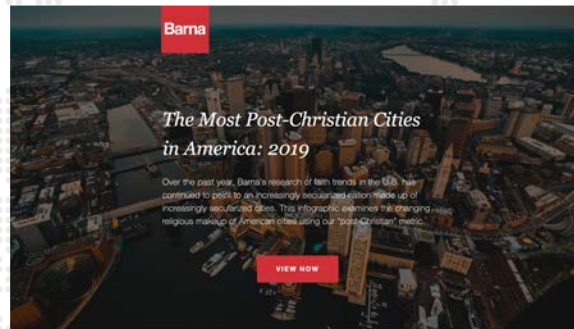 Barna
The Most Post-Christian Cities
in America: 2019
Over the past year, Barna's research of faith trends in the U.S. has
continued to point to an increasingly secularized nation made up of
increasingly secularized cities. This infographic examines the changing
religious makeup of American cities using our "post-Christian" metric.
VIEW NOW